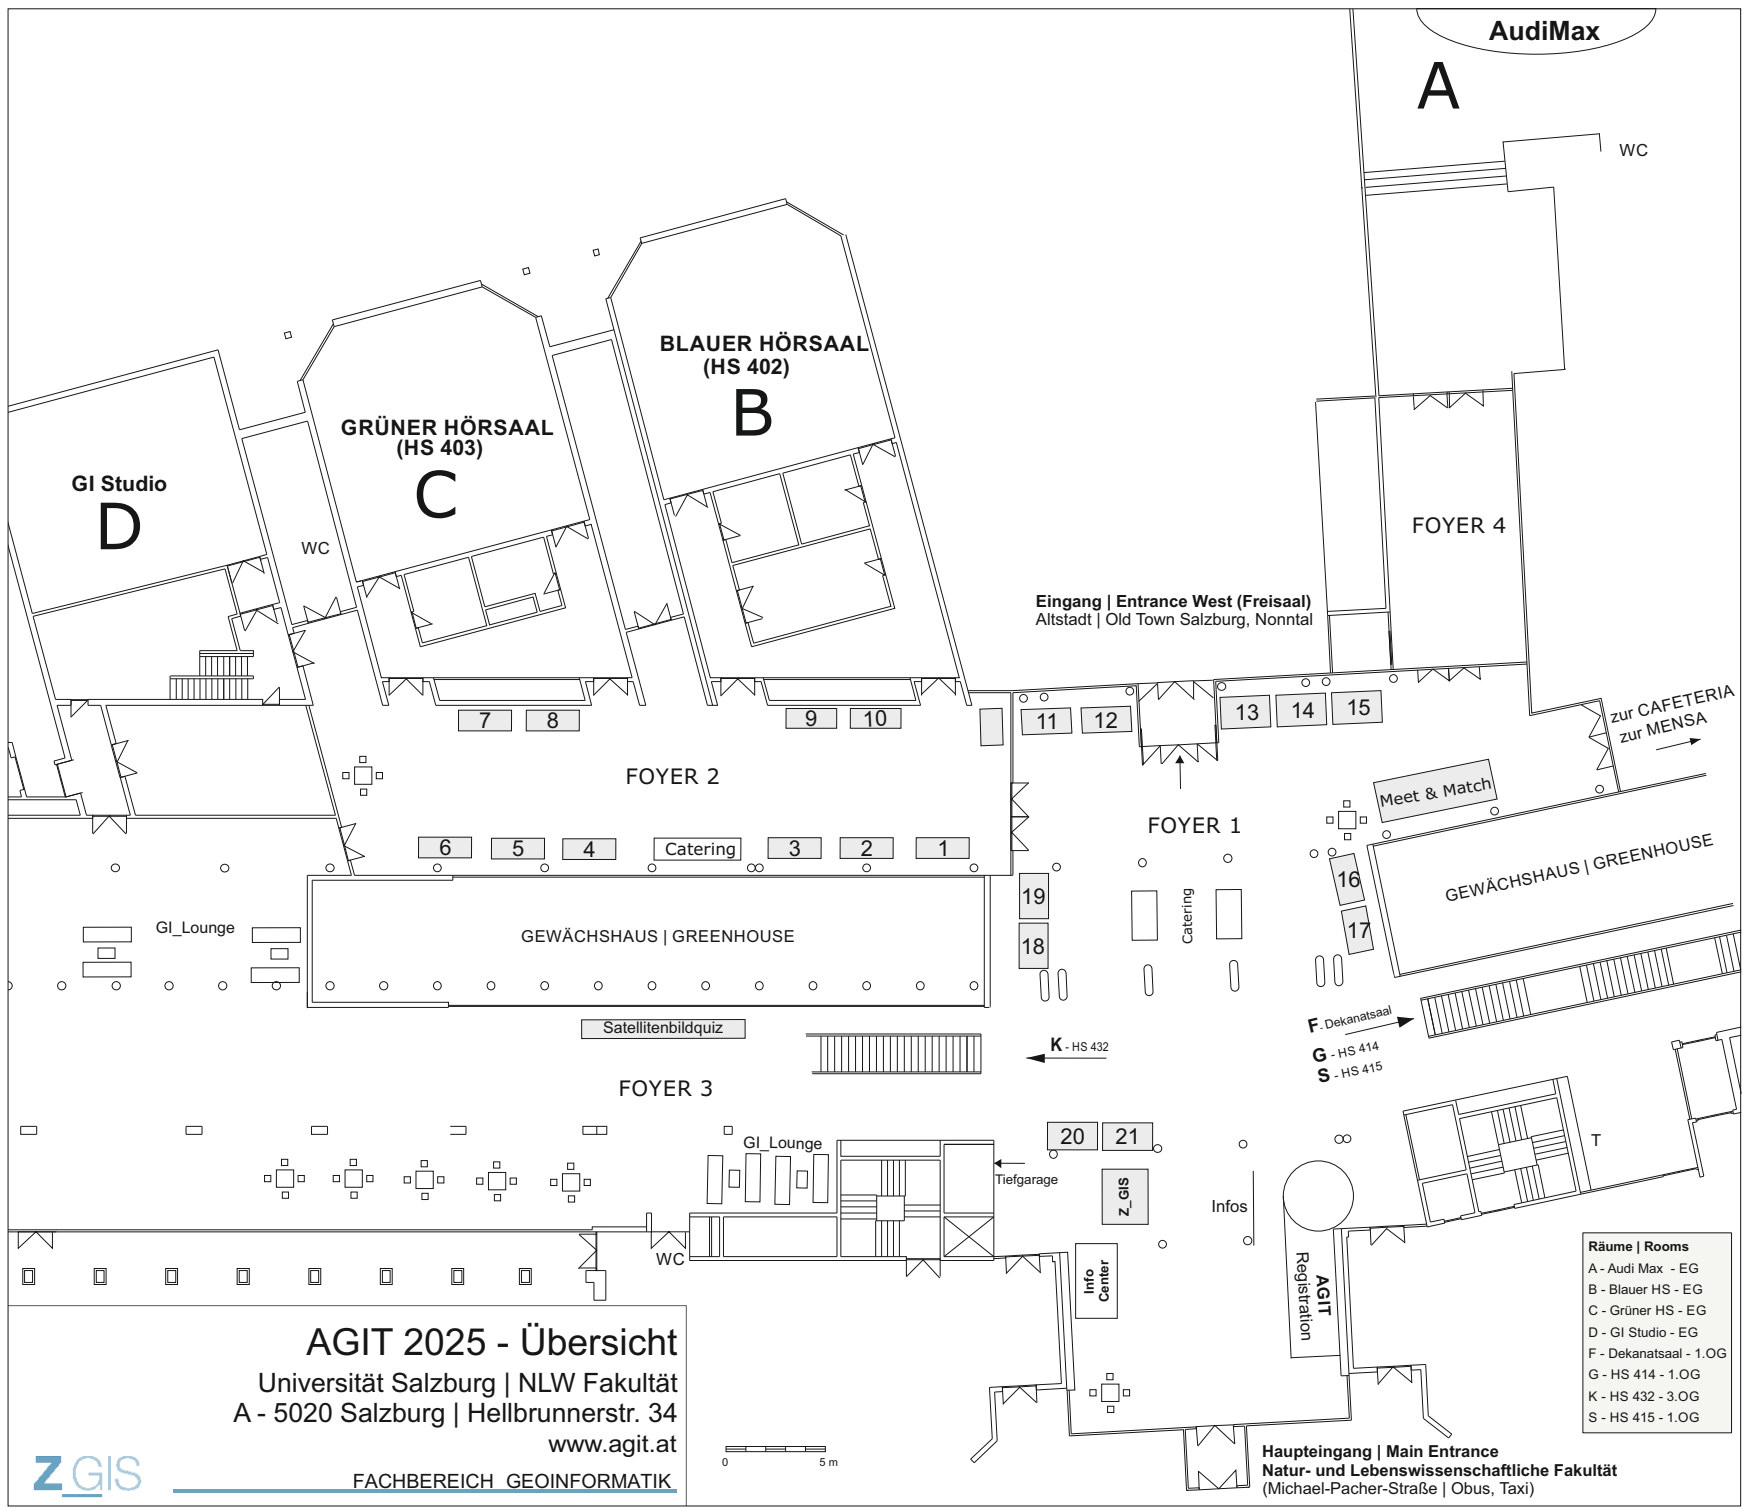 AudiMax
A
WC
BLAUER HÖRSAAL
(HS 402)
B
GRÜNER HÖRSAAL
(HS 403)
C
GI Studio
D
WC
FOYER 4
Eingang | Entrance West (Freisaal)
Altstadt | Old Town Salzburg, Nonntal
7
8
9
10
11
12
13
14
15
zur CAFETERIA
zur MENSA
FOYER 2
Meet & Match
FOYER 1
6
5
4
Catering
3
2
1
GEWÄCHSHAUS | GREENHOUSE
16
17
19
18
Catering
GI_Lounge
GEWÄCHSHAUS | GREENHOUSE
Satellitenbildquiz
K - HS 432
F - Dekanatsaal
G - HS 414
S - HS 415
FOYER 3
GI_Lounge
20
21
T
Tiefgarage
Z_GIS
Infos
WC
Info
Center
AGIT
Registration
Räume | Rooms
A - Audi Max - EG
B - Blauer HS - EG
C - Grüner HS - EG
D - GI Studio - EG
F - Dekanatsaal - 1.OG
G - HS 414 - 1.OG
K - HS 432 - 3.OG
S - HS 415 - 1.OG
AGIT 2025 - Übersicht
Universität Salzburg | NLW Fakultät
A - 5020 Salzburg | Hellbrunnerstr. 34
www.agit.at
FACHBEREICH GEOINFORMATIK
Z_GIS
0 5 m
Haupteingang | Main Entrance
Natur- und Lebenswissenschaftliche Fakultät
(Michael-Pacher-Straße | Obus, Taxi)